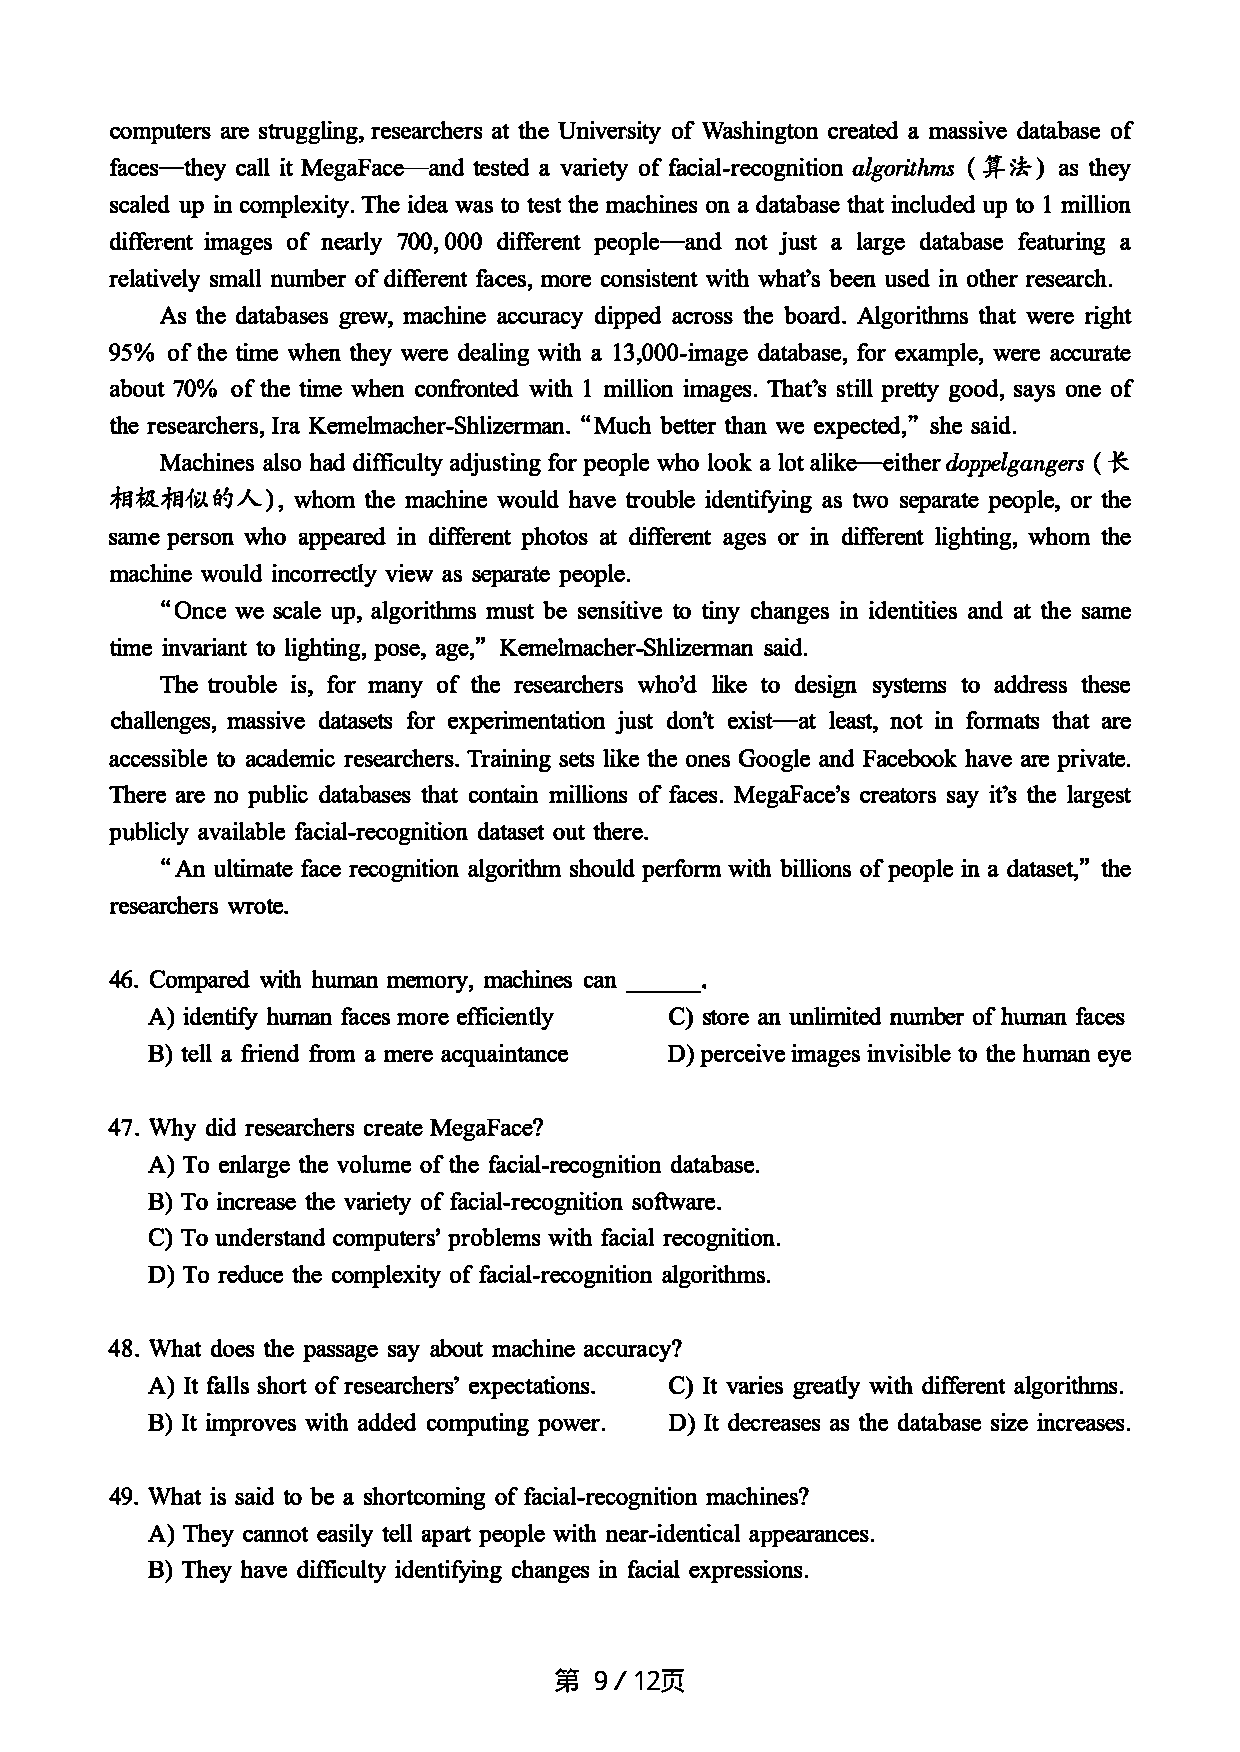 computers are struggling, researchers at the University of Washington created a massive database of
faces—they call it MegaFace—and tested a variety of facial-recognition algorithms (算法) as they
scaled up in complexity. The idea was to test the machines on a database that included up to 1 million
different images of nearly 700,000 different people—and not just a large database featuring a
relatively small number of different faces, more consistent with what's been used in other research.
As the databases grew, machine accuracy dipped across the board. Algorithms that were right
95% of the time when they were dealing with a 13,000-image database, for example, were accurate
about 70% of the time when confronted with 1 million images. That's still pretty good, says one of
the researchers, Ira Kemelmacher-Shlizerman. “Much better than we expected,” she said.
Machines also had difficulty adjusting for people who look a lot alike—either doppelgangers (长
相极相似的人), whom the machine would have trouble identifying as two separate people, or the
same person who appeared in different photos at different ages or in different lighting, whom the
machine would incorrectly view as separate people.
“Once we scale up, algorithms must be sensitive to tiny changes in identities and at the same
time invariant to lighting, pose, age,” Kemelmacher-Shlizerman said.
The trouble is, for many of the researchers who'd like to design systems to address these
challenges, massive datasets for experimentation just don't exist—at least, not in formats that are
accessible to academic researchers. Training sets like the ones Google and Facebook have are private.
There are no public databases that contain millions of faces. MegaFace's creators say it's the largest
publicly available facial-recognition dataset out there.
“An ultimate face recognition algorithm should perform with billions of people in a dataset,” the
researchers wrote.
46. Compared with human memory, machines can ______.
A) identify human faces more efficiently C) store an unlimited number of human faces
B) tell a friend from a mere acquaintance D) perceive images invisible to the human eye
47. Why did researchers create MegaFace?
A) To enlarge the volume of the facial-recognition database.
B) To increase the variety of facial-recognition software.
C) To understand computers' problems with facial recognition.
D) To reduce the complexity of facial-recognition algorithms.
48. What does the passage say about machine accuracy?
A) It falls short of researchers' expectations. C) It varies greatly with different algorithms.
B) It improves with added computing power. D) It decreases as the database size increases.
49. What is said to be a shortcoming of facial-recognition machines?
A) They cannot easily tell apart people with near-identical appearances.
B) They have difficulty identifying changes in facial expressions.
第 9 / 12页